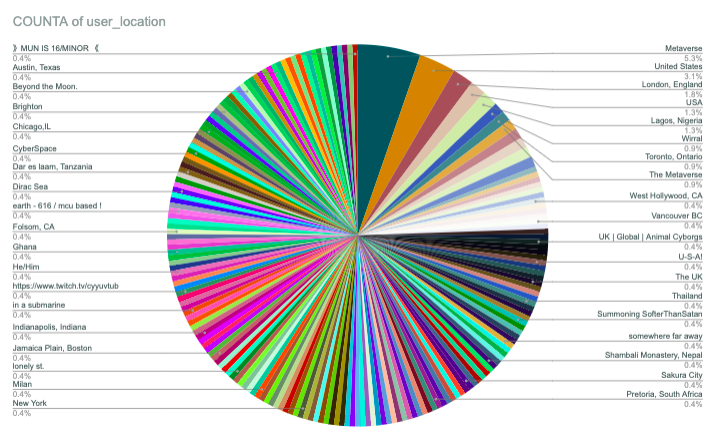 COUNTA of user_location
》 MUN IS 16/MINOR 《
0.4%
Austin, Texas
0.4%
Beyond the Moon.
0.4%
Brighton
0.4%
Chicago,IL
0.4%
CyberSpace
0.4%
Dar es laam, Tanzania
0.4%
Dirac Sea
0.4%
earth - 616 / mcu based !
0.4%
Folsom, CA
0.4%
Ghana
0.4%
He/Him
0.4%
https://www.twitch.tv/cyyuvtub
0.4%
in a submarine
0.4%
Indianapolis, Indiana
0.4%
Jamaica Plain, Boston
0.4%
lonely st.
0.4%
Milan
0.4%
New York
0.4%
Metaverse
5.3%
United States
3.1%
London, England
1.8%
USA
1.3%
Lagos, Nigeria
1.3%
Wirral
0.9%
Toronto, Ontario
0.9%
The Metaverse
0.9%
West Hollywood, CA
0.4%
Vancouver BC
0.4%
UK | Global | Animal Cyborgs
0.4%
U-S-A!
0.4%
The UK
0.4%
Thailand
0.4%
Summoning SofterThanSatan
0.4%
somewhere far away
0.4%
Shambali Monastery, Nepal
0.4%
Sakura City
0.4%
Pretoria, South Africa
0.4%